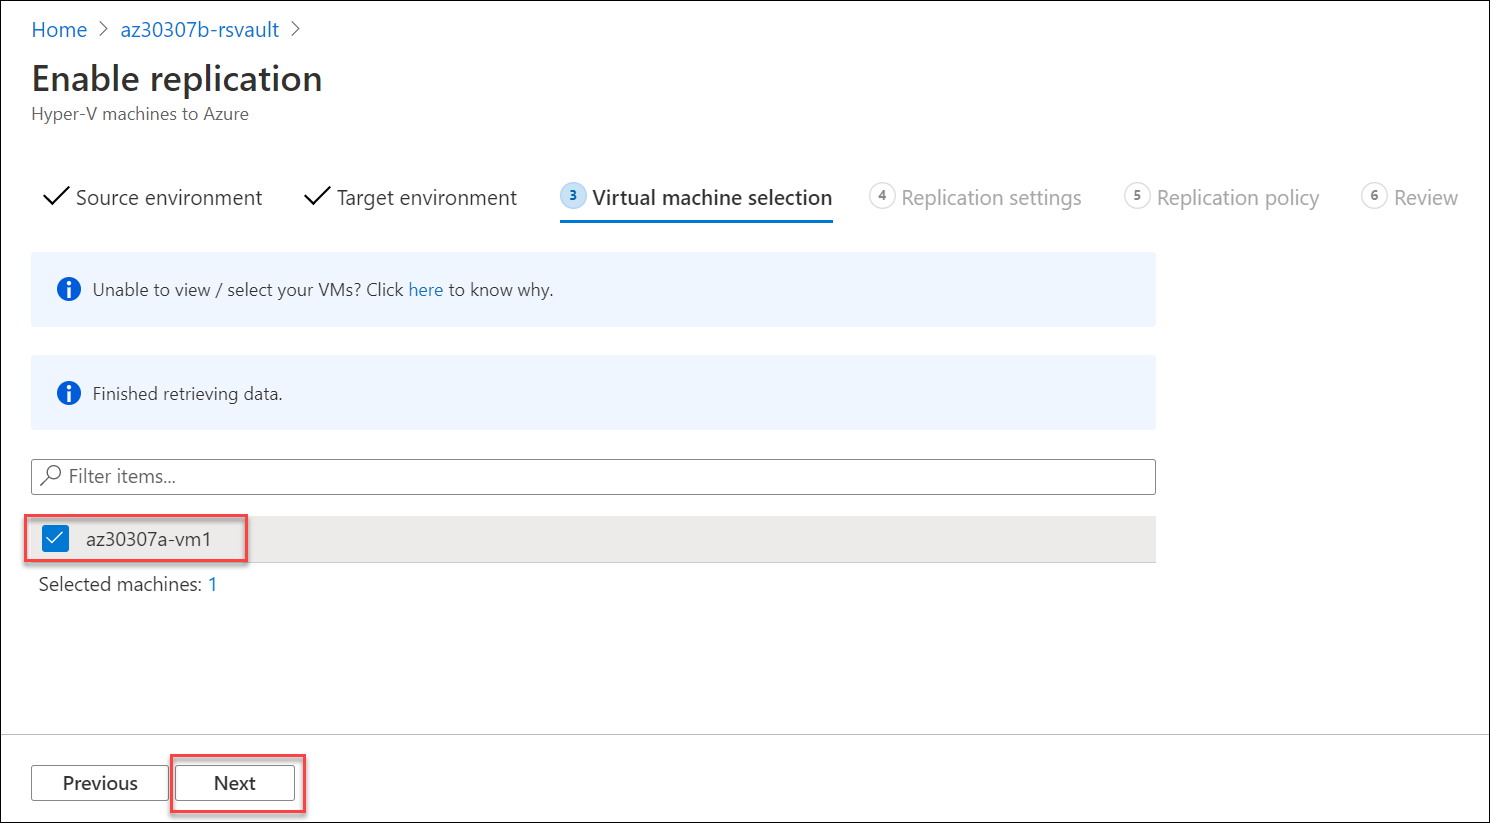 Home > az30307b-rsvault >
Enable replication
Hyper-V machines to Azure
Source environment Target environment 3 Virtual machine selection 4 Replication settings 5 Replication policy 6 Review
Unable to view / select your VMs? Click here to know why.
Finished retrieving data.
Filter items...
az30307a-vm1
Selected machines: 1
Previous Next